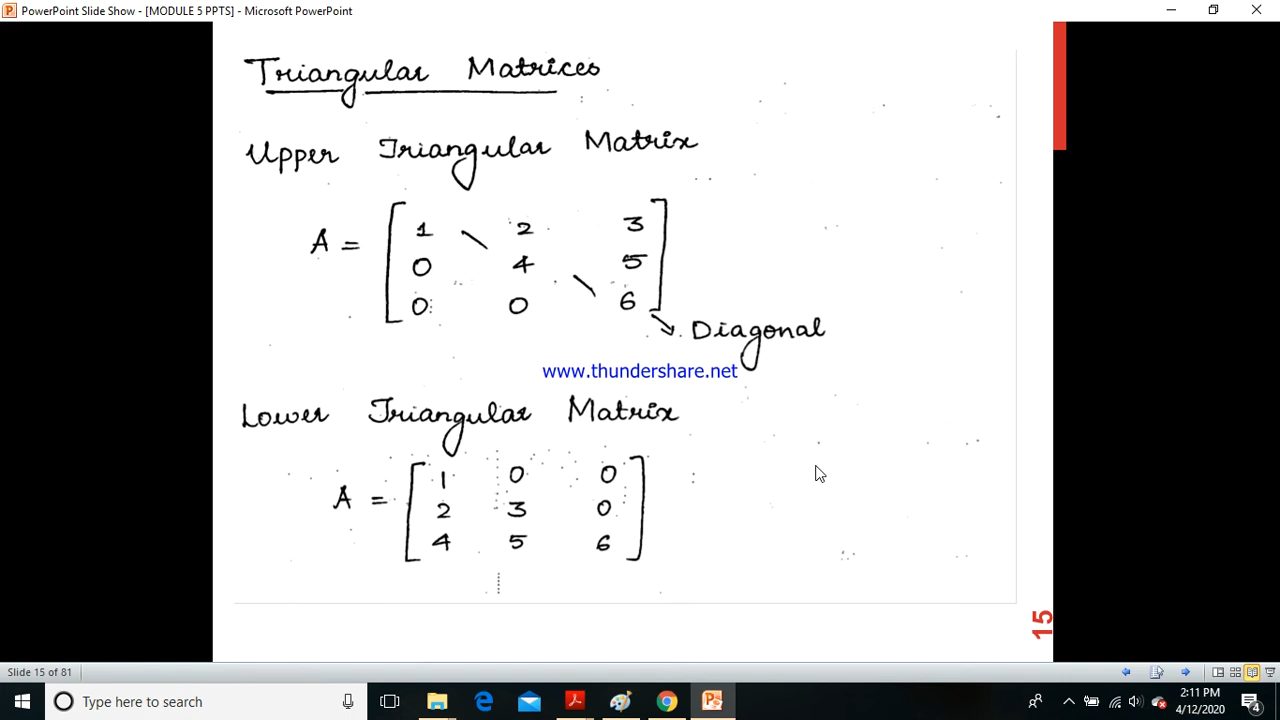 PowerPoint Slide Show - [MODULE 5 PPTS] - Microsoft PowerPoint
Triangular Matrices
Upper Triangular Matrix
A = [ 1 2 3
0 4 5
0 0 6 ]
Diagonal
www.thundershare.net
Lower Triangular Matrix
A = [ 1 0 0
2 3 0
4 5 6 ]
15
Slide 15 of 81
Type here to search
2:11 PM
4/12/2020
4